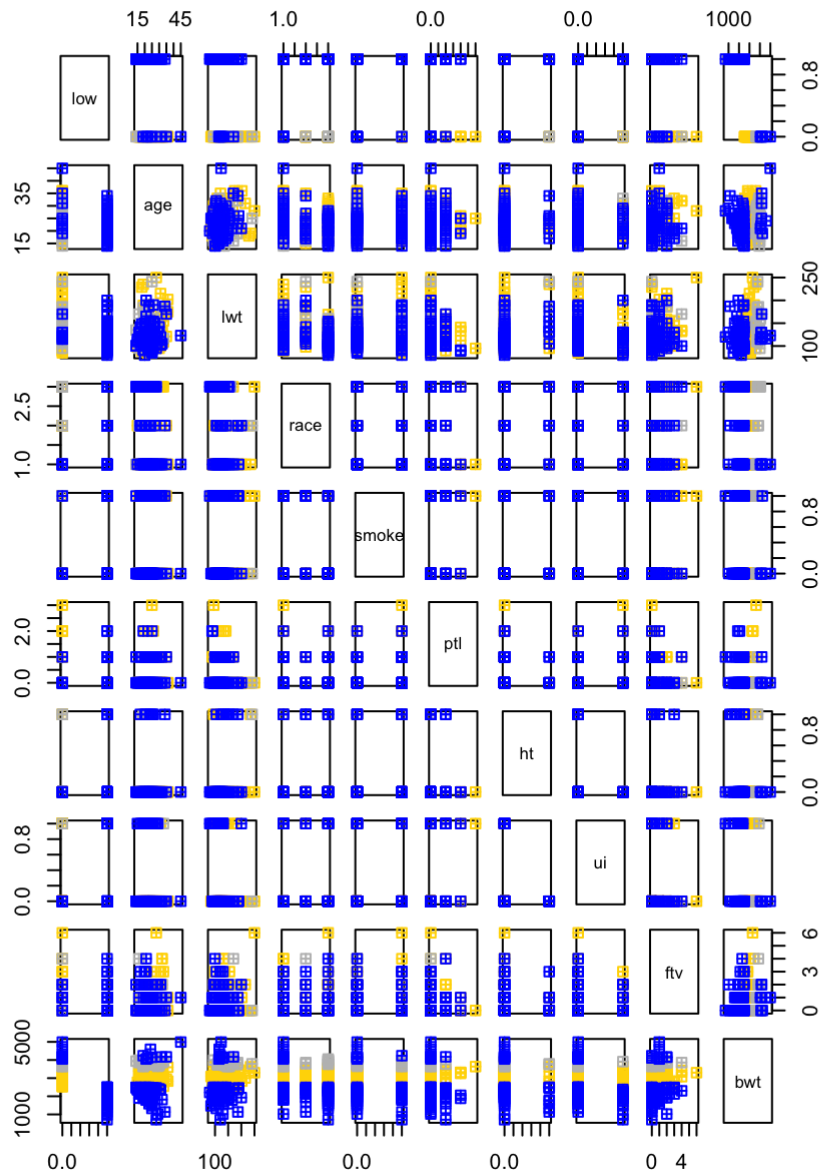 15 45 1.0 0.0 0.0 1000
low 0.0 0.8
15 35 age
lwt 100 250
1.0 2.5 race
smoke 0.0 0.8
0.0 2.0 ptl
ht 0.0 0.8
0.0 0.8 ui
ftv 0 3 6
1000 5000 bwt
0.0 100 0.0 0.0 0 4